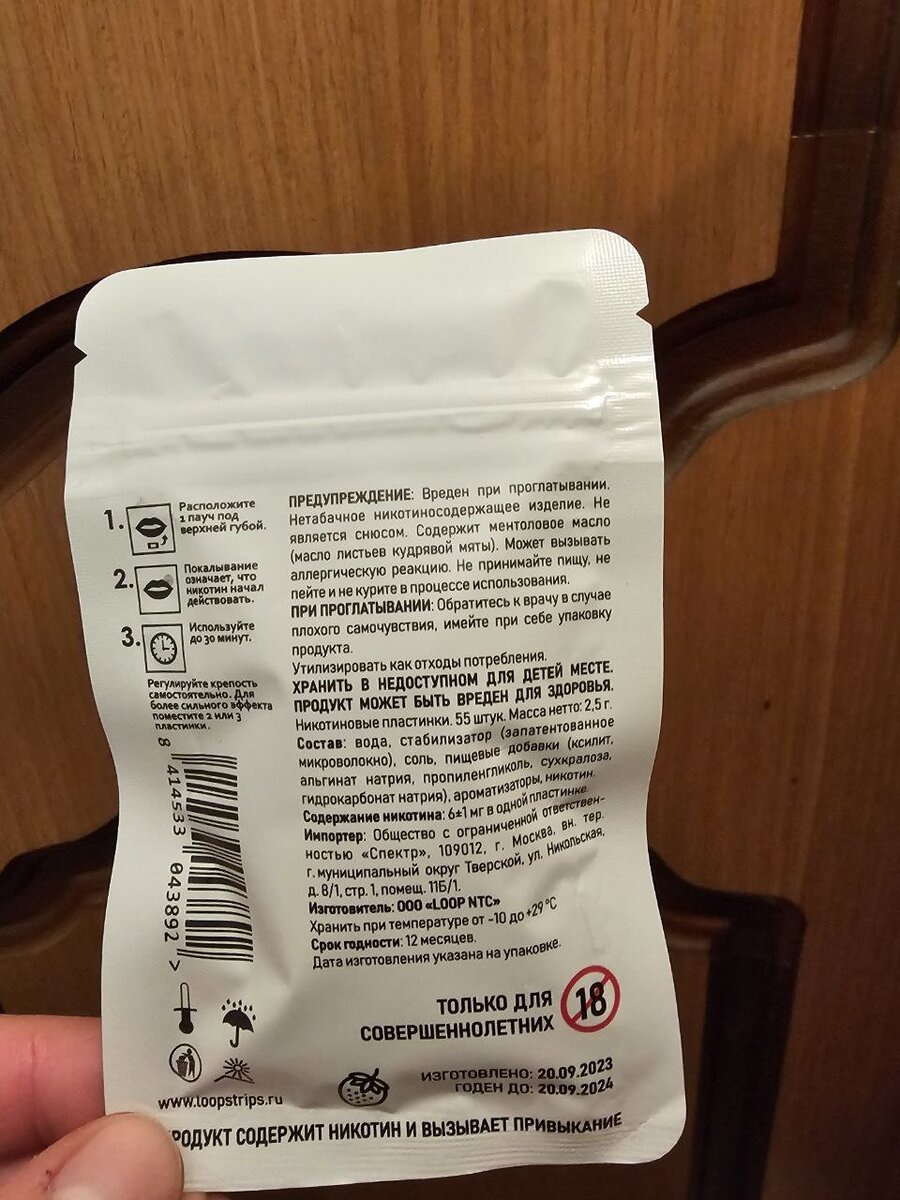 1. Расположите
1 пауч под
верхней губой.
2. Покалывание
означает, что
никотин начал
действовать.
3. Используйте
до 30 минут.
Регулируйте крепость
самостоятельно. Для
более сильного эффекта
поместите 2 или 3
пластинки.
8 414533 043892 >
ПРЕДУПРЕЖДЕНИЕ: Вреден при проглатывании.
Нетабачное никотиносодержащее изделие. Не
является снюсом. Содержит ментоловое масло
(масло листьев кудрявой мяты). Может вызывать
аллергическую реакцию. Не принимайте пищу, не
пейте и не курите в процессе использования.
ПРИ ПРОГЛАТЫВАНИИ: Обратитесь к врачу в случае
плохого самочувствия, имейте при себе упаковку
продукта.
Утилизировать как отходы потребления.
ХРАНИТЬ В НЕДОСТУПНОМ ДЛЯ ДЕТЕЙ МЕСТЕ.
ПРОДУКТ МОЖЕТ БЫТЬ ВРЕДЕН ДЛЯ ЗДОРОВЬЯ.
Никотиновые пластинки. 55 штук. Масса нетто: 2,5 г.
Состав: вода, стабилизатор (запатентованное
микроволокно), соль, пищевые добавки (ксилит,
альгинат натрия, пропиленгликоль, сухкралоза,
гидрокарбонат натрия), ароматизаторы, никотин.
Содержание никотина: 6±1 мг в одной пластинке.
Импортер: Общество с ограниченной ответствен-
ностью «Спектр», 109012, г. Москва, вн. тер.
г. муниципальный округ Тверской, ул. Никольская,
д. 8/1, стр. 1, помещ. 11Б/1.
Изготовитель: ООО «LOOP NTC»
Хранить при температуре от -10 до +29 °C
Срок годности: 12 месяцев.
Дата изготовления указана на упаковке.
ТОЛЬКО ДЛЯ
СОВЕРШЕННОЛЕТНИХ
18
ИЗГОТОВЛЕНО: 20.09.2023
ГОДЕН ДО: 20.09.2024
www.loopstrips.ru
РОДУКТ СОДЕРЖИТ НИКОТИН И ВЫЗЫВАЕТ ПРИВЫКАНИЕ